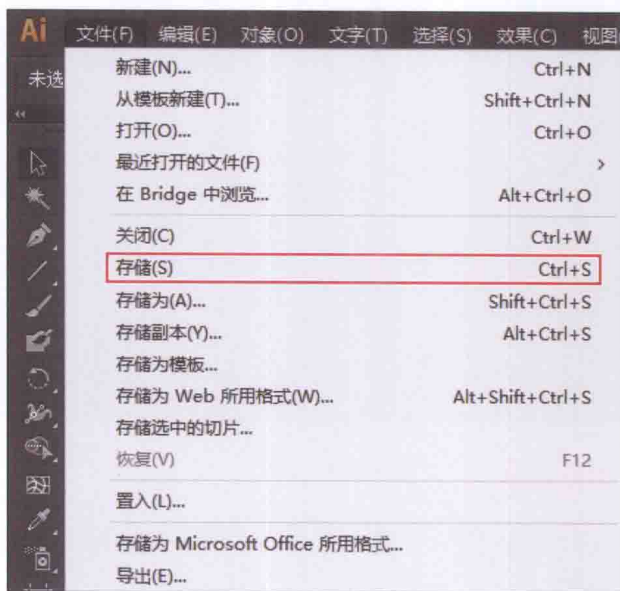 Ai 文件(F) 编辑(E) 对象(O) 文字(T) 选择(S) 效果(C) 视图
未选
新建(N)... Ctrl+N
从模板新建(T)... Shift+Ctrl+N
打开(O)... Ctrl+O
最近打开的文件(F) >
在 Bridge 中浏览... Alt+Ctrl+O
关闭(C) Ctrl+W
存储(S) Ctrl+S
存储为(A)... Shift+Ctrl+S
存储副本(Y)... Alt+Ctrl+S
存储为模板...
存储为 Web 所用格式(W)... Alt+Shift+Ctrl+S
存储选中的切片...
恢复(V) F12
置入(L)...
存储为 Microsoft Office 所用格式...
导出(E)...